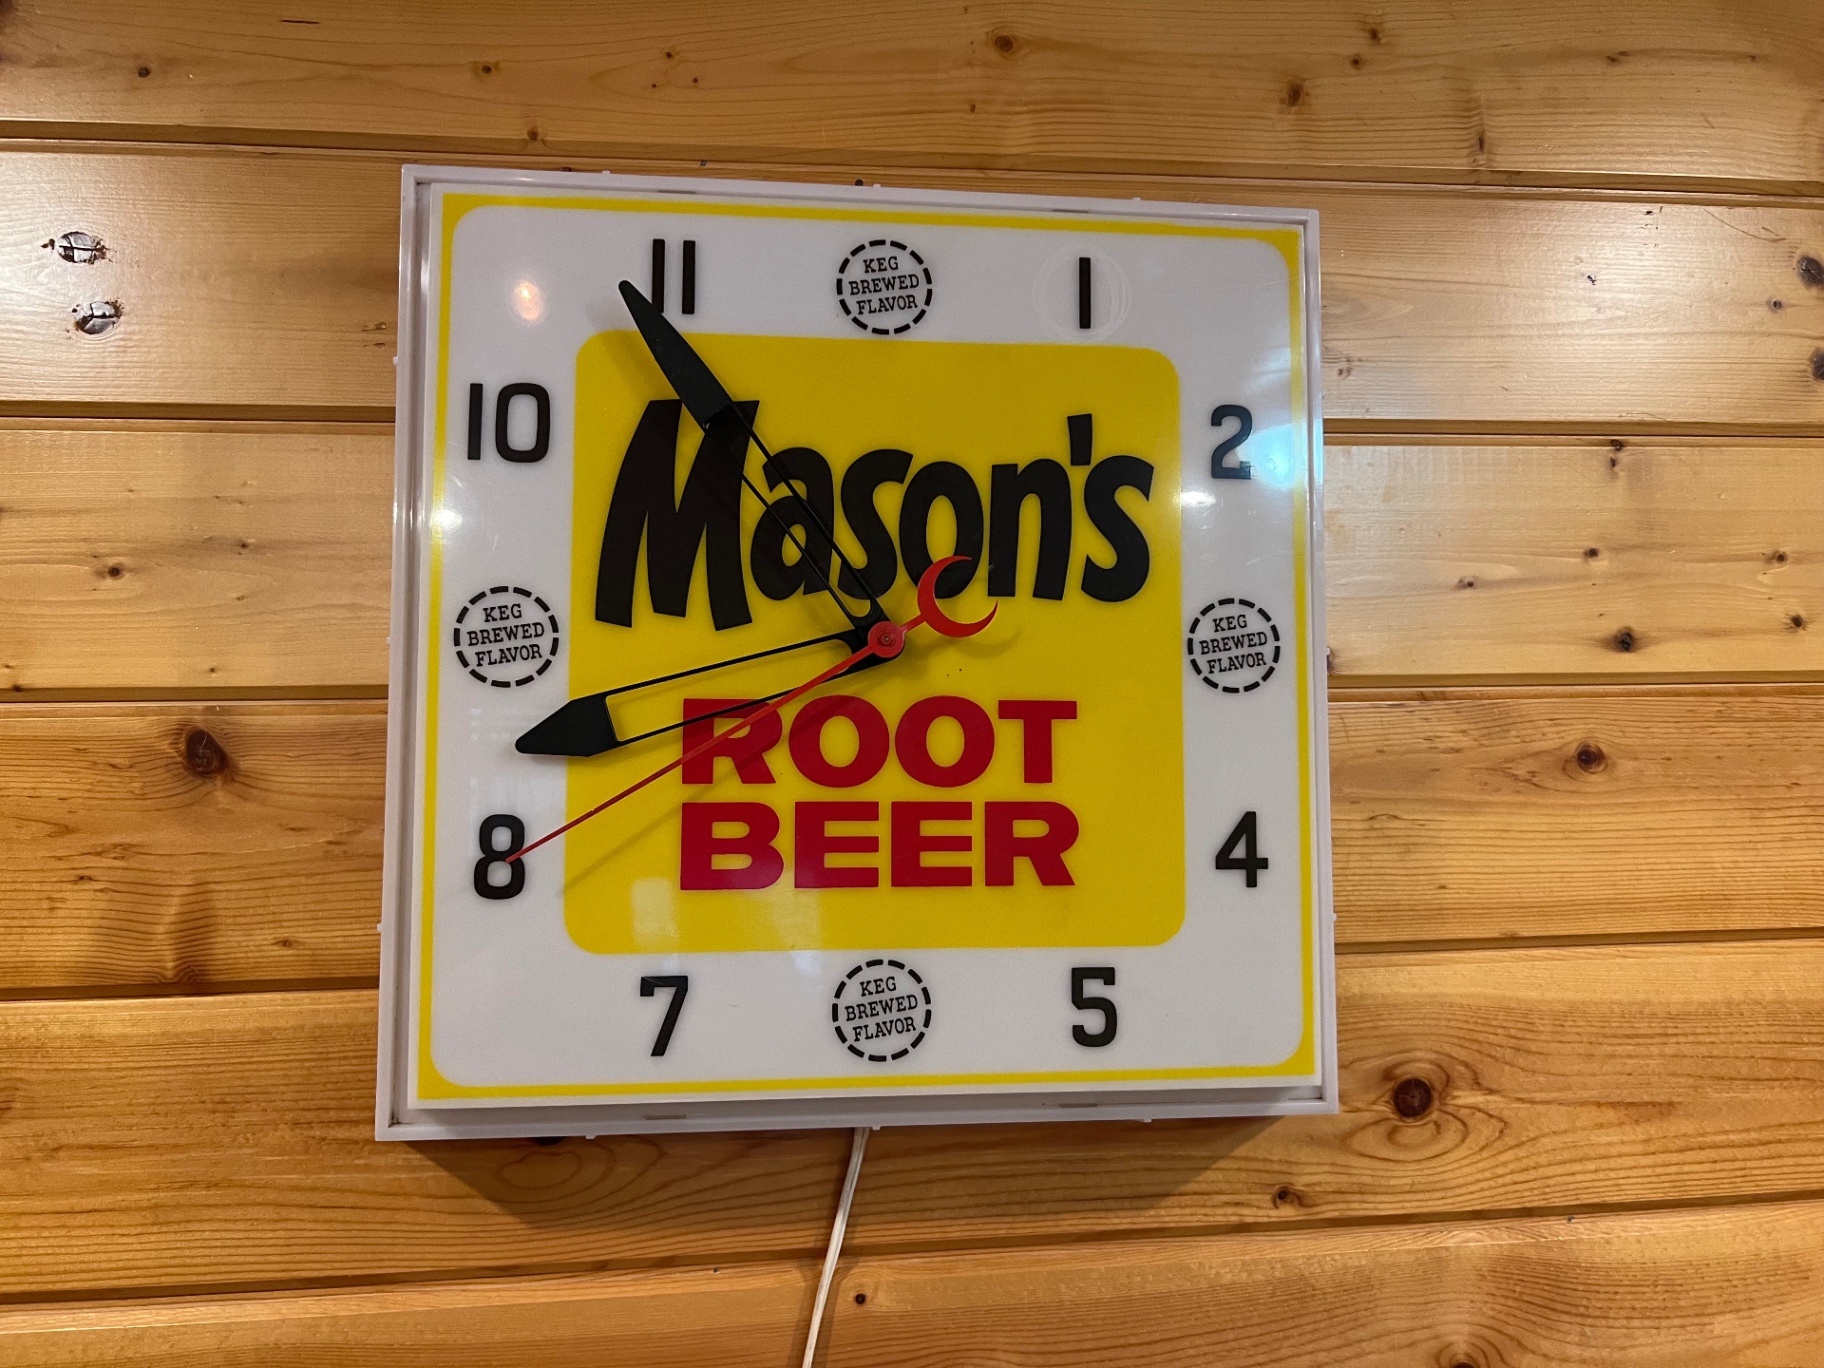 11
KEG
BREWED
FLAVOR
1
10
2
Mason's
KEG
BREWED
FLAVOR
KEG
BREWED
FLAVOR
ROOT
BEER
8
4
7
KEG
BREWED
FLAVOR
5